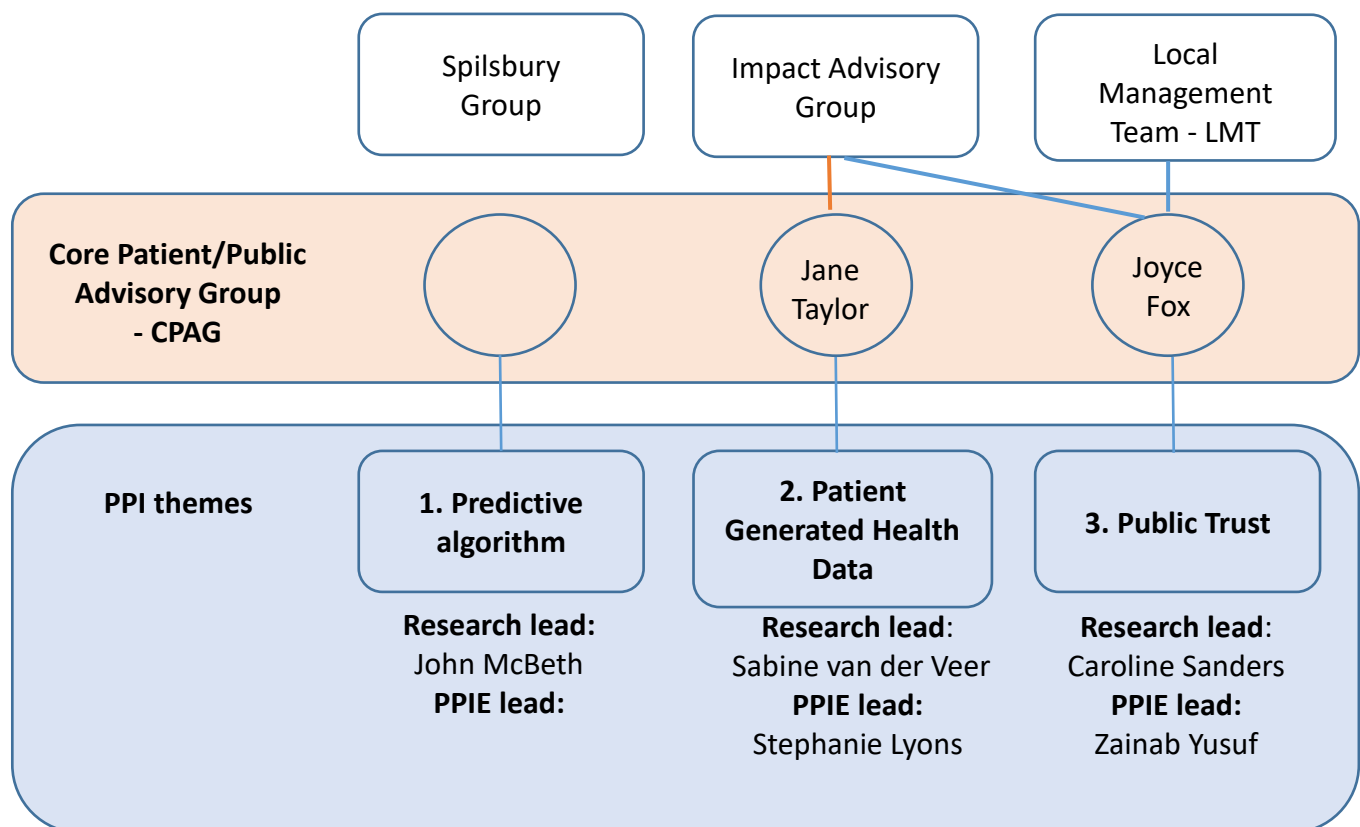 Spilsbury
Group
Impact Advisory
Group
Local
Management
Team - LMT
Core Patient/Public
Advisory Group
- CPAG
Jane
Taylor
Joyce
Fox
PPI themes
1. Predictive
algorithm
2. Patient
Generated Health
Data
3. Public Trust
Research lead:
John McBeth
PPIE lead:
Research lead:
Sabine van der Veer
PPIE lead:
Stephanie Lyons
Research lead:
Caroline Sanders
PPIE lead:
Zainab Yusuf